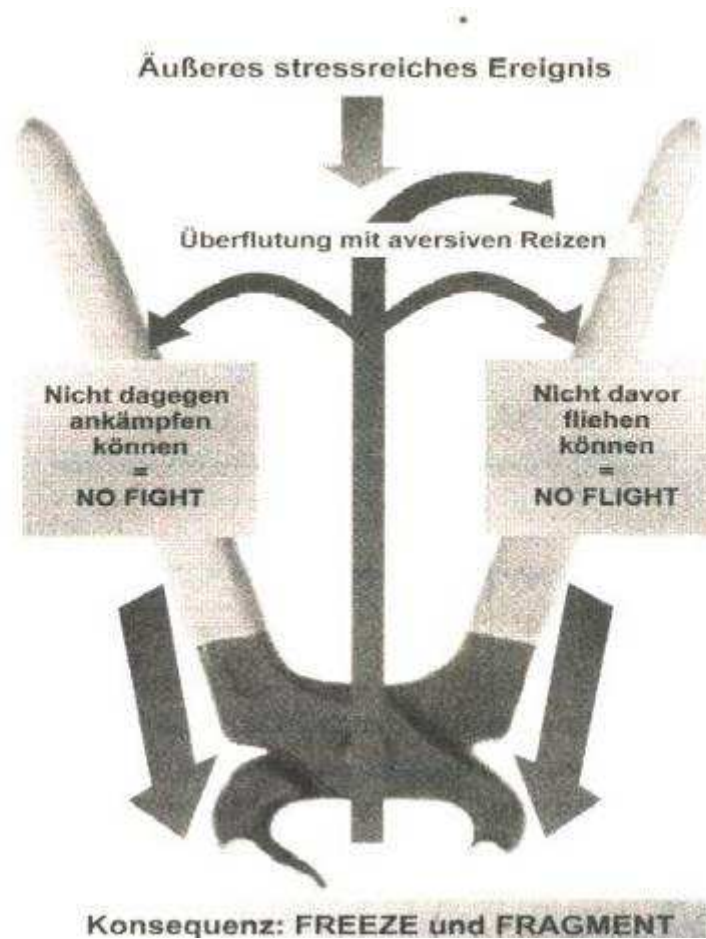 Äußeres stressreiches Ereignis
Überflutung mit aversiven Reizen
Nicht dagegen
ankämpfen
können
=
NO FIGHT
Nicht davor
fliehen
können
=
NO FLIGHT
Konsequenz: FREEZE und FRAGMENT